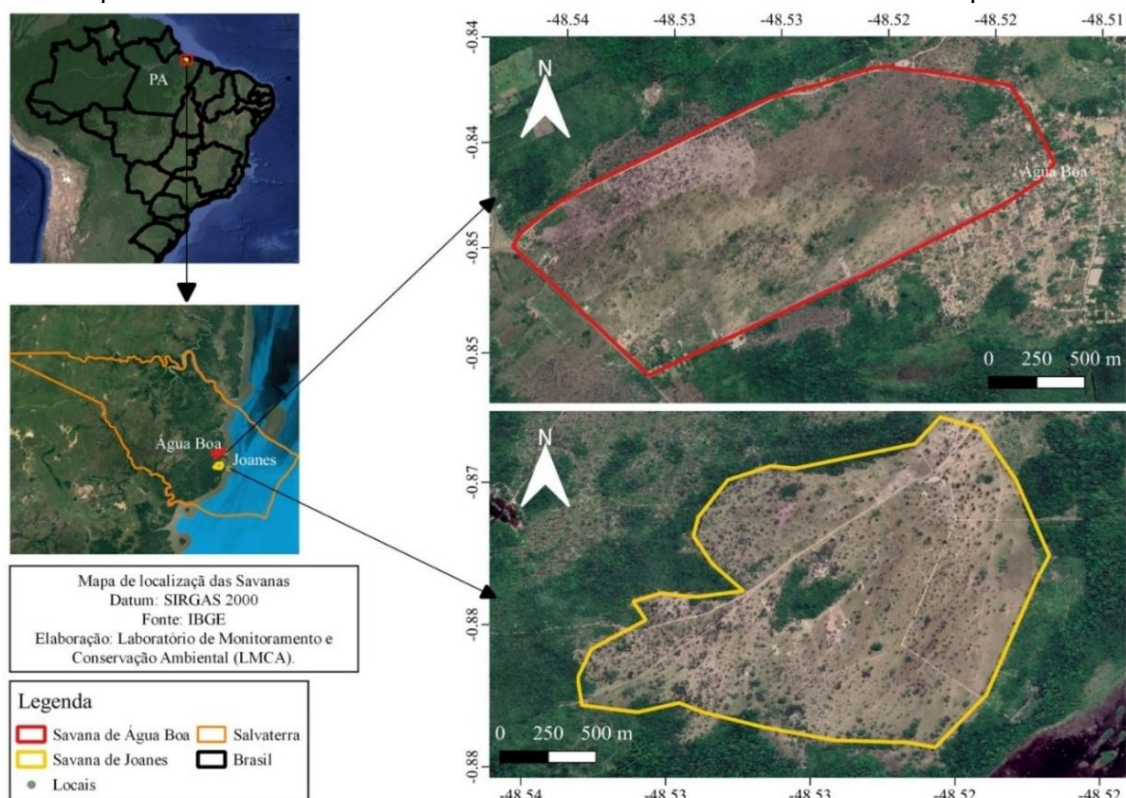 PA
-48.54
-48.53
-48.53
-48.52
-48.51
-0.84
-0.84
-0.85
-0.85
N
Água Boa
0 250 500 m
Água Boa
Joanes
N
-0.87
-0.88
-0.88
0 250 500 m
-48.54
-48.53
-48.53
-48.52
-48.52
Mapa de localizaçã das Savanas
Datum: SIRGAS 2000
Fonte: IBGE
Elaboração: Laboratório de Monitoramento e
Conservação Ambiental (LMCA).
Legenda
Savana de Água Boa
Salvaterra
Savana de Joanes
Brasil
Locais